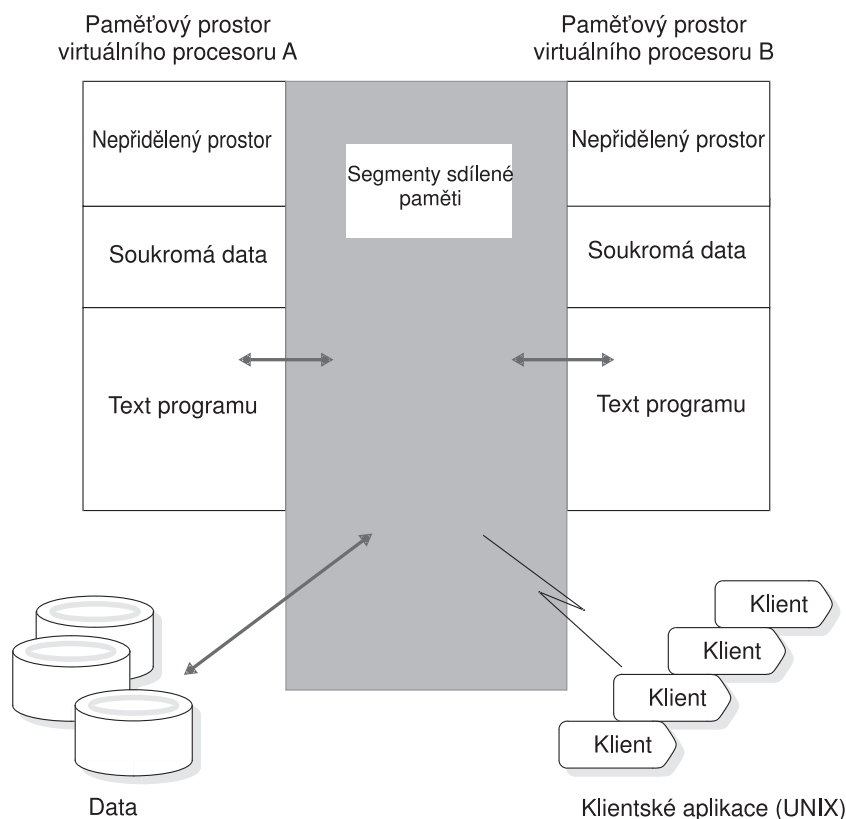 Paměťový prostor
virtuálního procesoru A
Paměťový prostor
virtuálního procesoru B
Nepřidělený prostor
Segmenty sdílené
paměti
Nepřidělený prostor
Soukromá data
Soukromá data
Text programu
Text programu
Klient
Klient
Klient
Klient
Data
Klientské aplikace (UNIX)